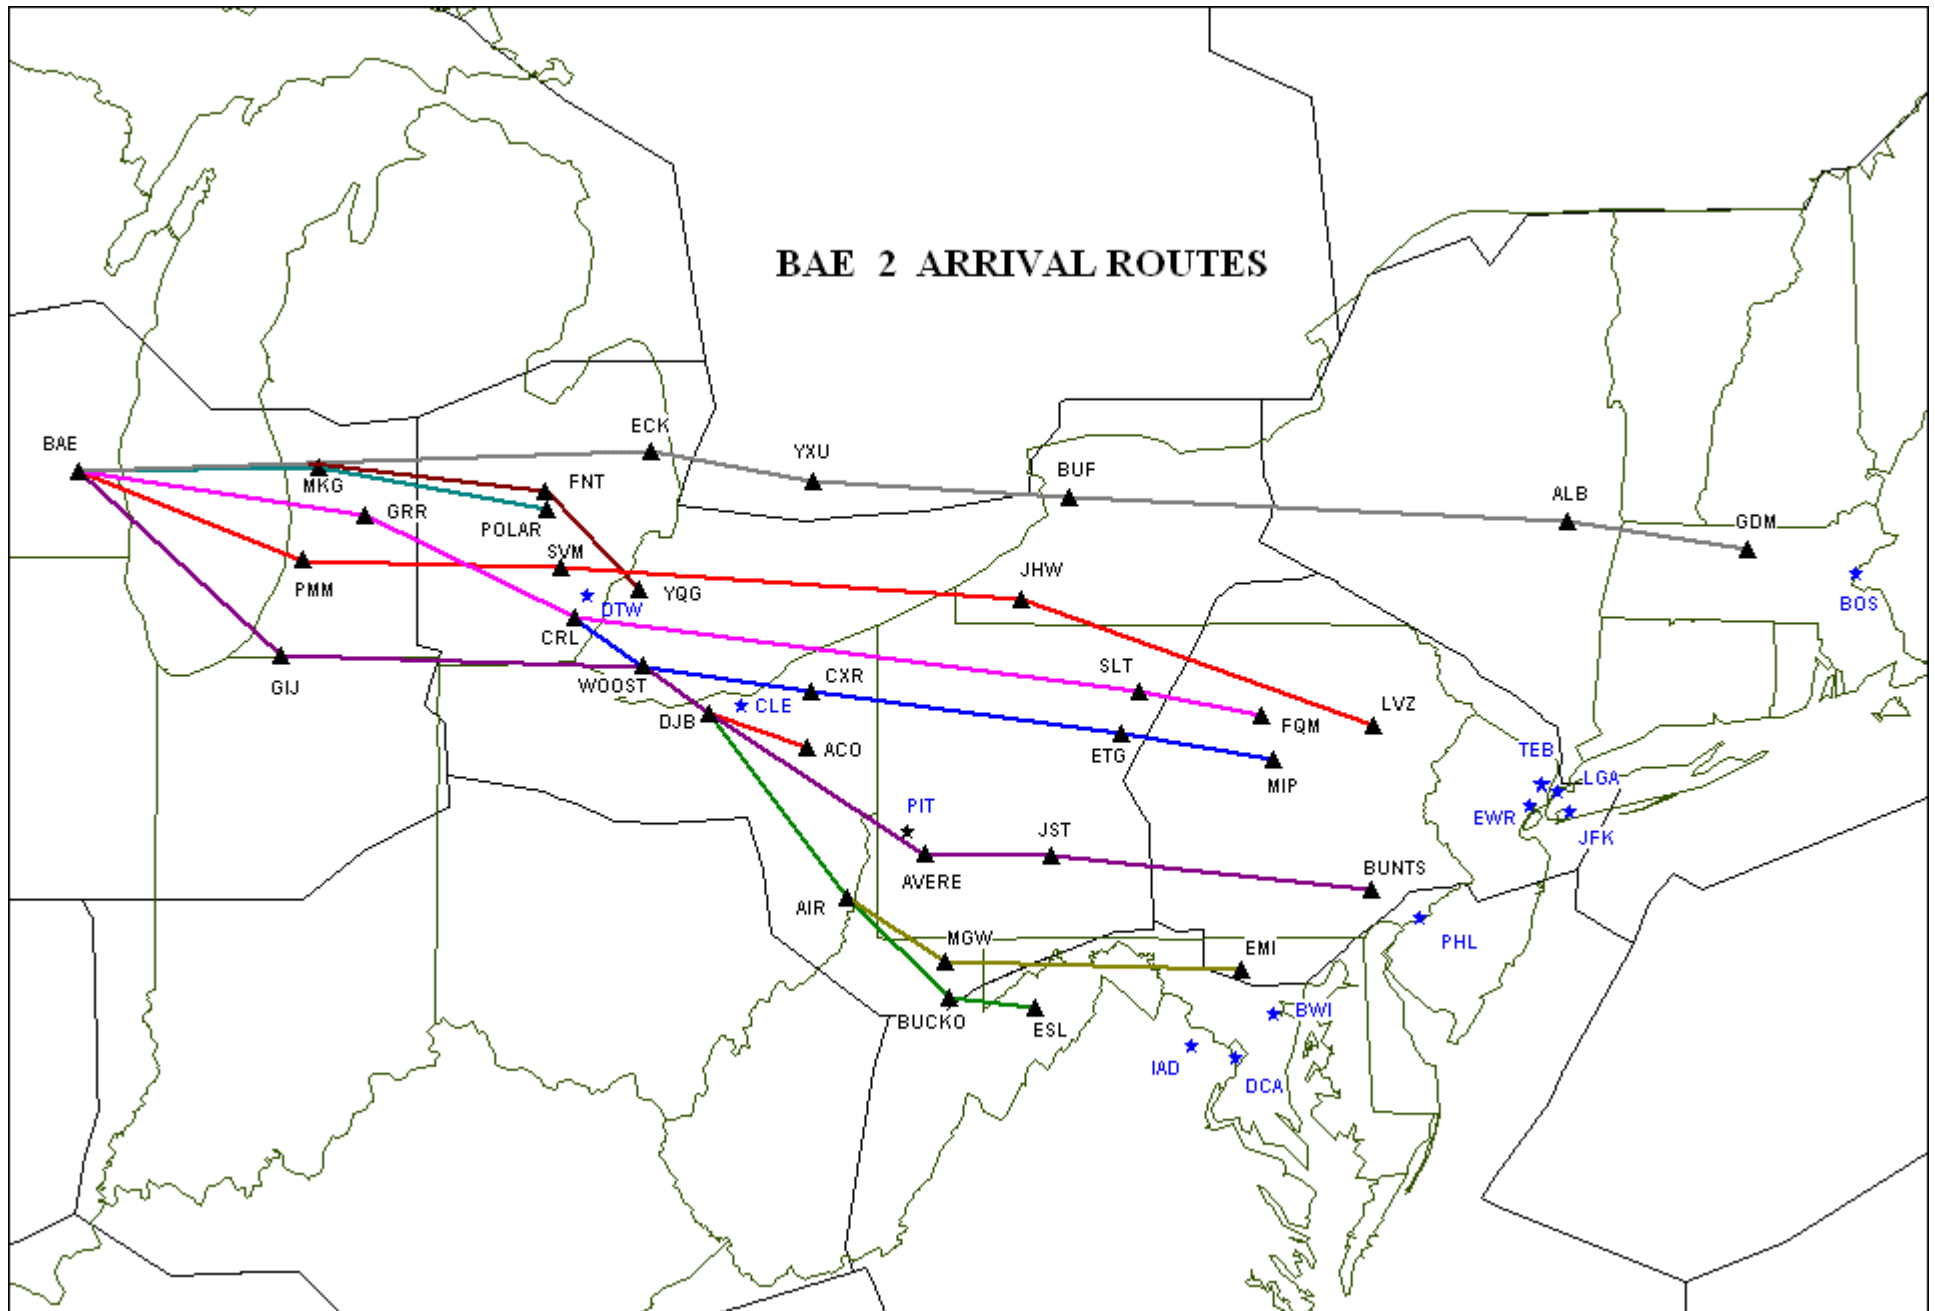 BAE 2 ARRIVAL ROUTES
ECK
BAE
YXU
BUF
MKG
FNT
ALB
GRR
POLAR
GDM
SVM
JHW
PMM
YQG
DTW
BOS
CRL
GIJ
WOOST
CXR
SLT
CLE
DJB
FQM
LVZ
ACO
ETG
TEB
MIP
LGA
PIT
EWR
JFK
JST
AVERE
BUNTS
AIR
MGW
EMI
PHL
BUCKO
ESL
BWI
IAD
DCA